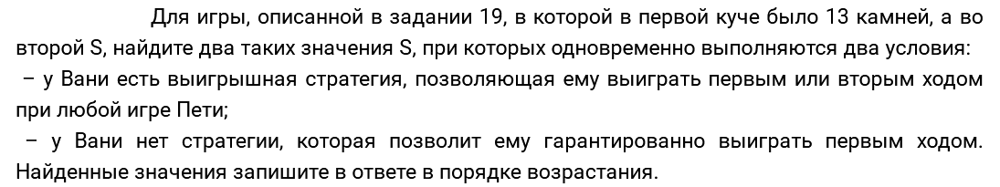 Для игры, описанной в задании 19, в которой в первой куче было 13 камней, а во
второй S, найдите два таких значения S, при которых одновременно выполняются два условия:
– у Вани есть выигрышная стратегия, позволяющая ему выиграть первым или вторым ходом
при любой игре Пети;
– у Вани нет стратегии, которая позволит ему гарантированно выиграть первым ходом.
Найденные значения запишите в ответе в порядке возрастания.